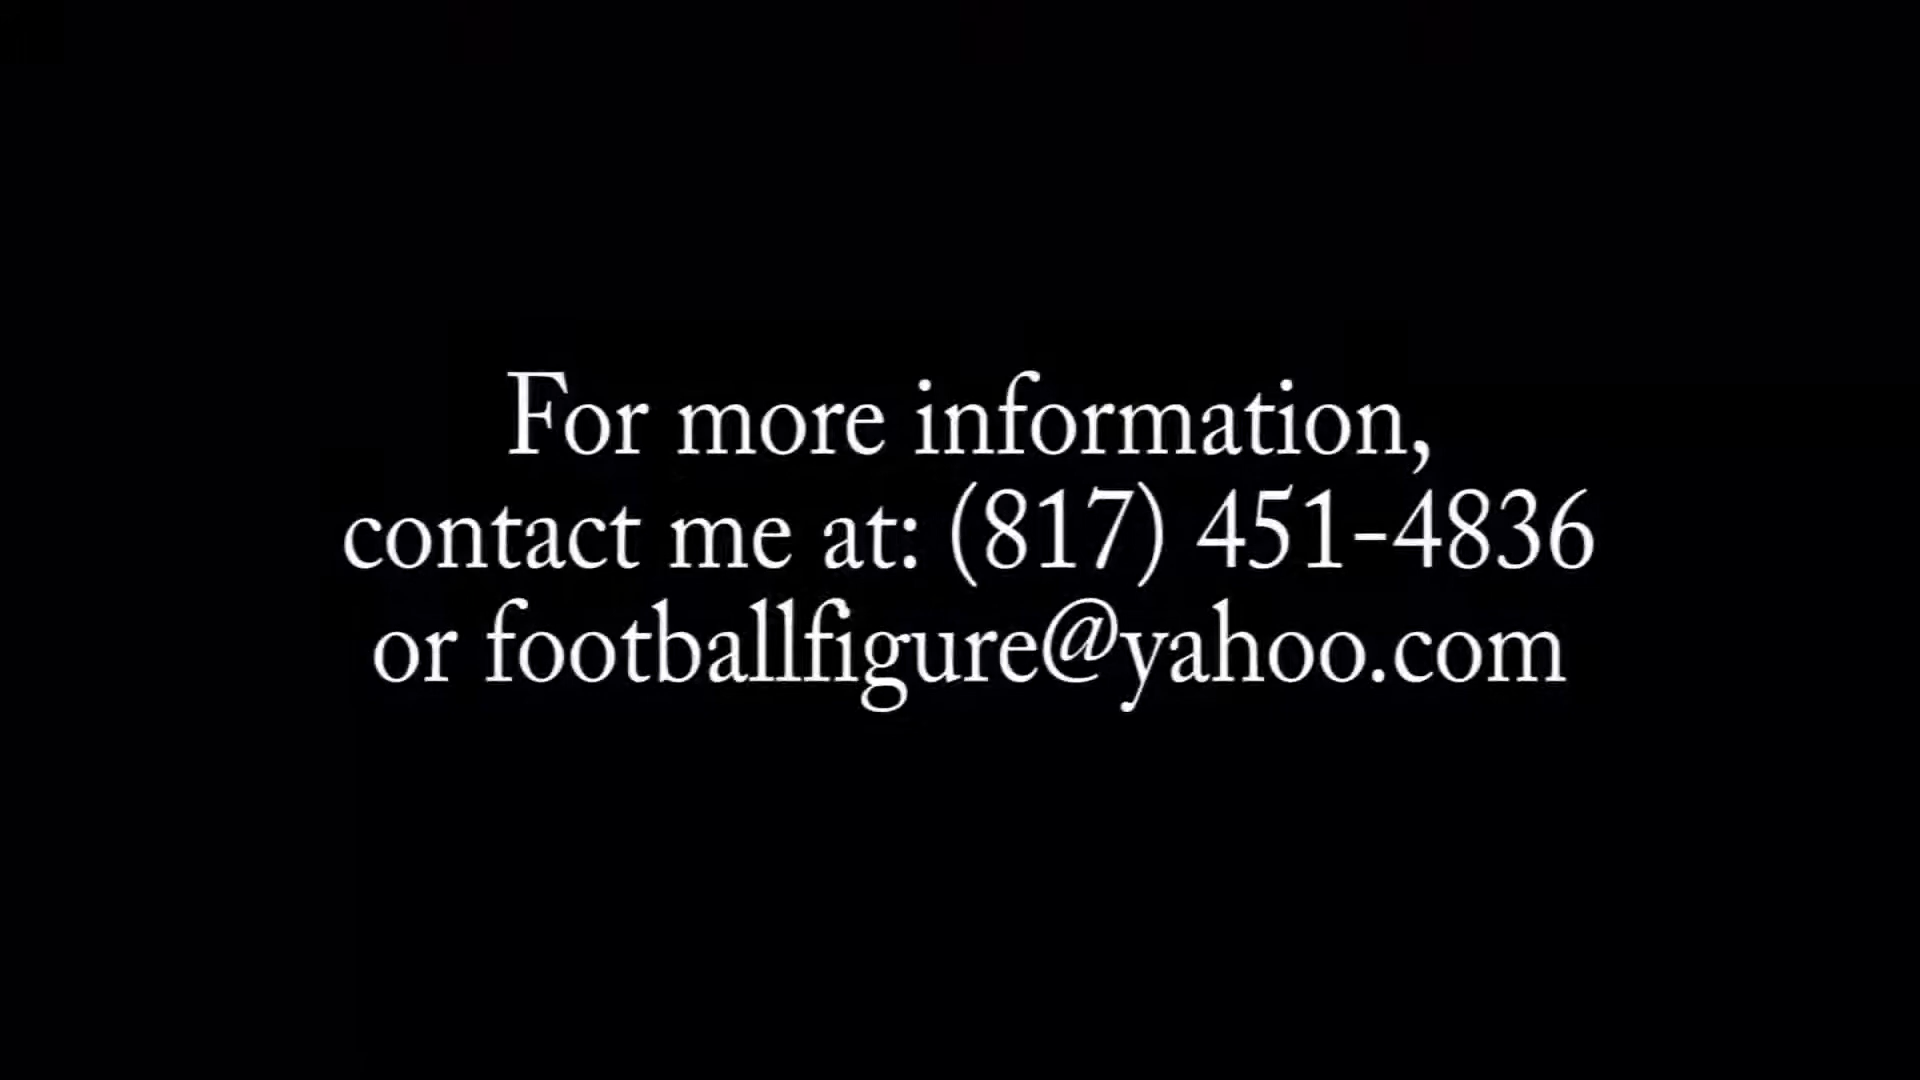 For more information,
contact me at: (817) 451-4836
or footballfigure@yahoo.com